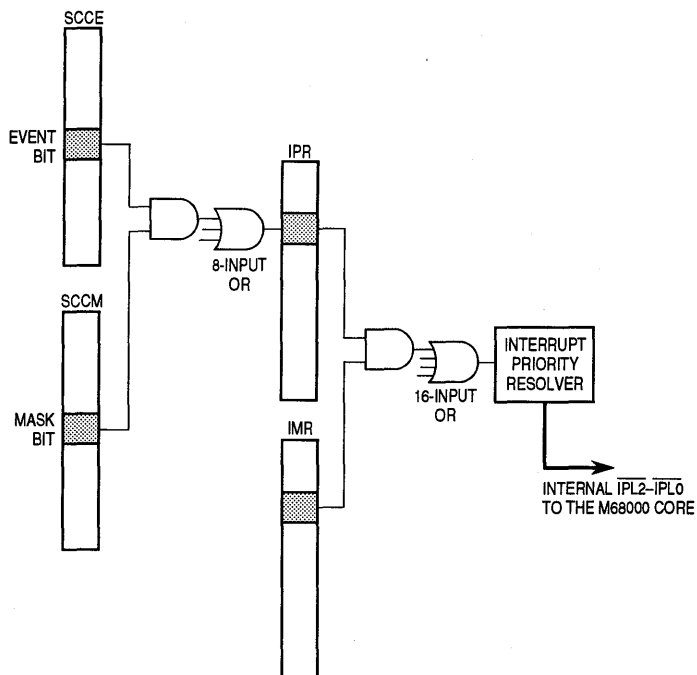 SCCE
EVENT
BIT
IPR
8-INPUT
OR
SCCM
INTERRUPT
PRIORITY
RESOLVER
16-INPUT
OR
MASK
BIT
IMR
INTERNAL IPL2-IPL0
TO THE M68000 CORE